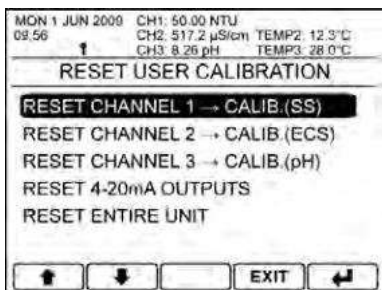 MON 1 JUN 2009 CH1: 50.00 NTU
09:56 CH2: 517.2 µS/cm TEMP2: 12.3°C
CH3: 8.26 pH TEMP3: 28.0°C
RESET USER CALIBRATION
RESET CHANNEL 1 → CALIB.(SS)
RESET CHANNEL 2 → CALIB.(ECS)
RESET CHANNEL 3 → CALIB.(pH)
RESET 4-20mA OUTPUTS
RESET ENTIRE UNIT
EXIT